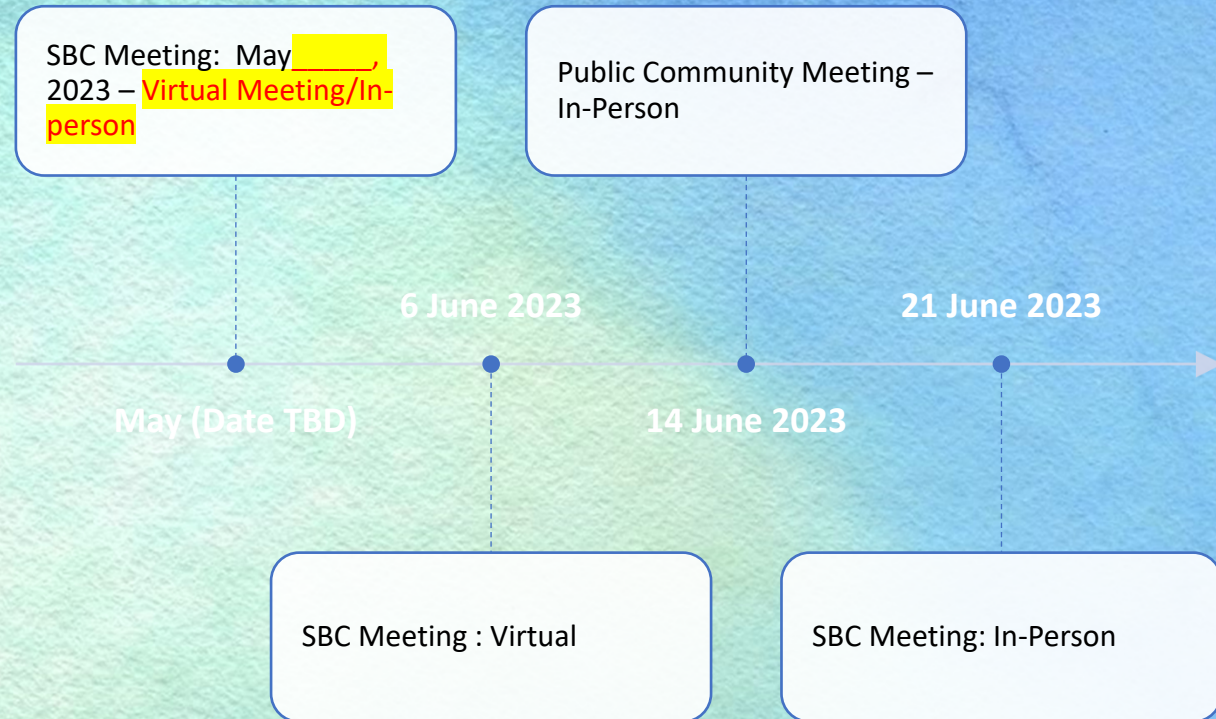 SBC Meeting:  May_____,
2023 – Virtual Meeting/In-
person
Public Community Meeting –
In-Person
6 June 2023
21 June 2023
May (Date TBD)
14 June 2023
SBC Meeting : Virtual
SBC Meeting: In-Person